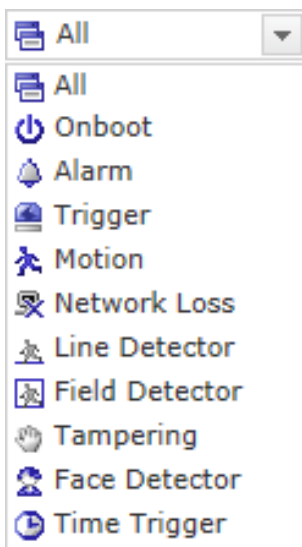 All
All
Onboot
Alarm
Trigger
Motion
Network Loss
Line Detector
Field Detector
Tampering
Face Detector
Time Trigger